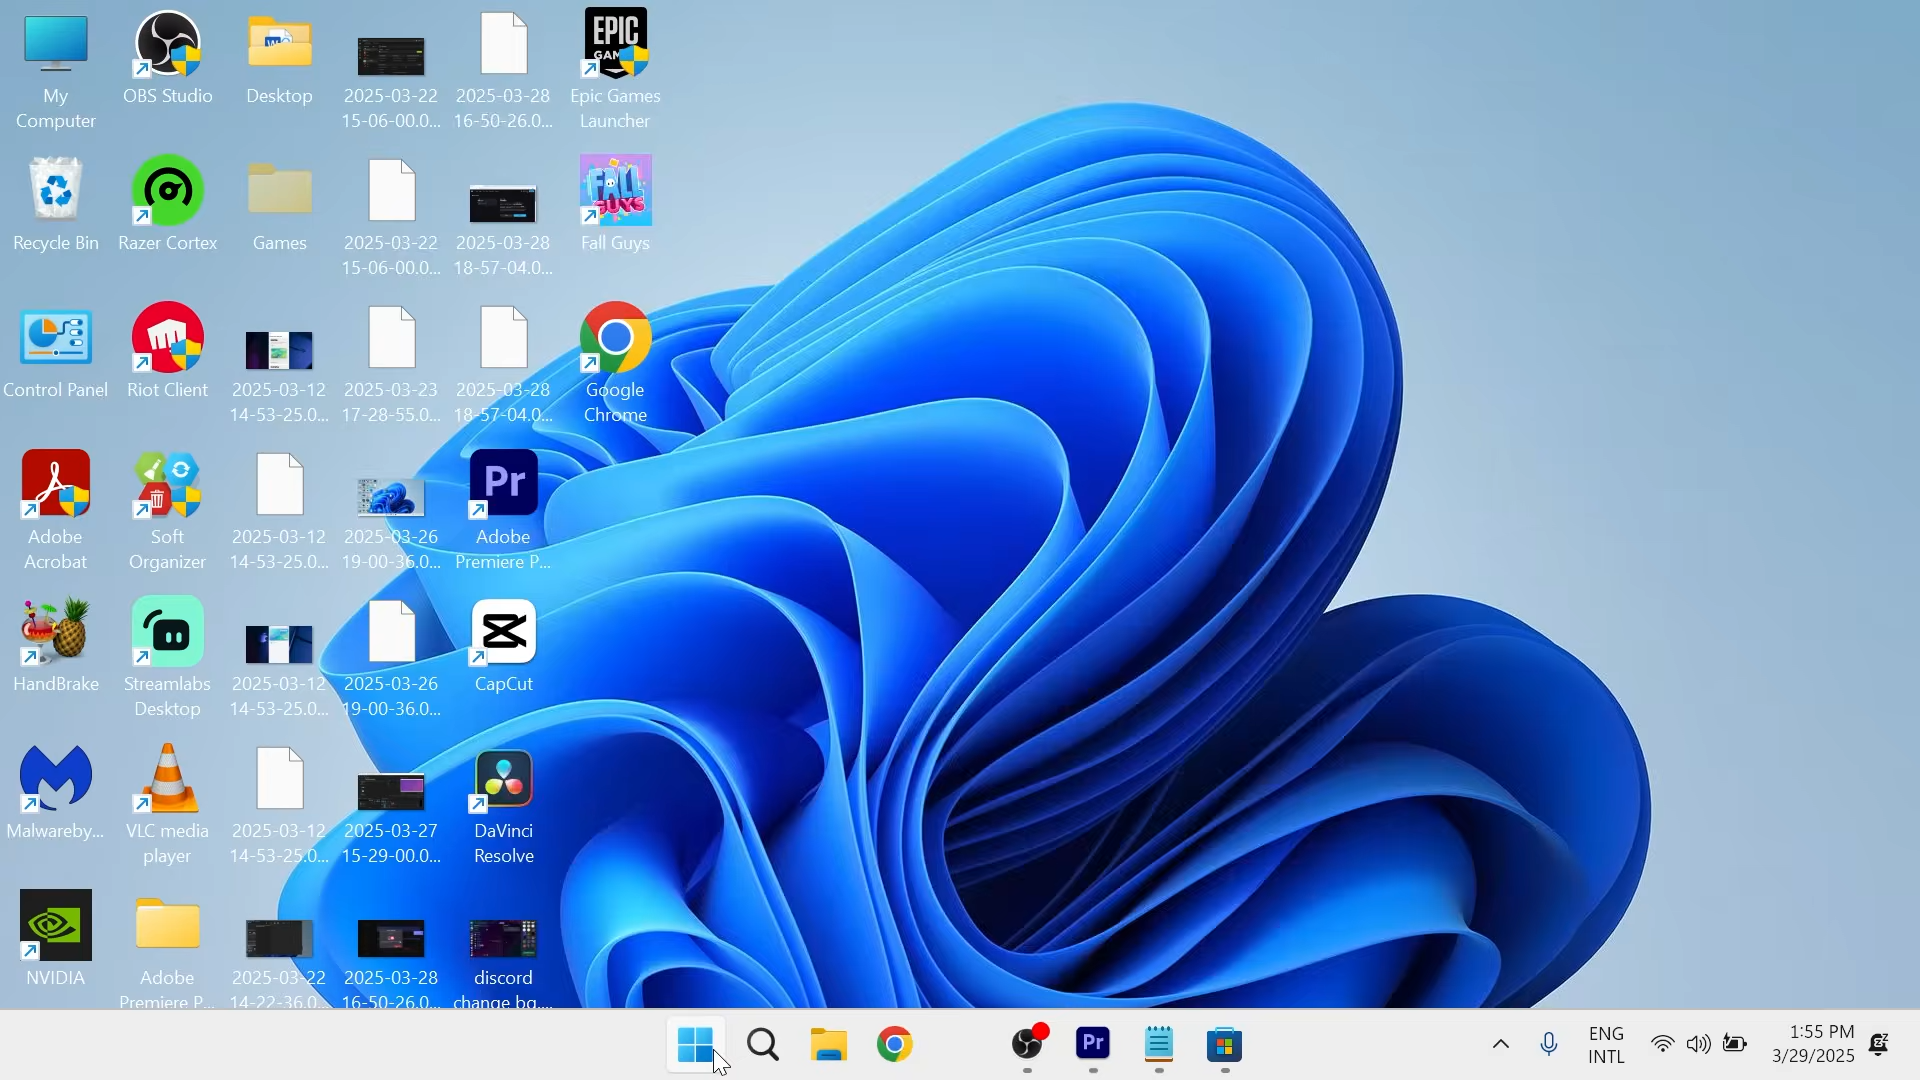 My
Computer
OBS Studio
Desktop
2025-03-22
15-06-00.0...
2025-03-28
16-50-26.0...
EPIC
GAM
Epic Games
Launcher
Recycle Bin
Razer Cortex
Games
2025-03-22
15-06-00.0...
2025-03-28
18-57-04.0...
FALL
GUYS
Fall Guys
Control Panel
Riot Client
2025-03-12
14-53-25.0...
2025-03-23
17-28-55.0...
2025-03-28
18-57-04.0...
Google
Chrome
Adobe
Acrobat
Soft
Organizer
2025-03-12
14-53-25.0...
2025-03-26
19-00-36.0...
Pr
Adobe
Premiere P...
HandBrake
Streamlabs
Desktop
2025-03-12
14-53-25.0...
2025-03-26
19-00-36.0...
CapCut
Malwareby...
VLC media
player
2025-03-12
14-53-25.0...
2025-03-27
15-29-00.0...
DaVinci
Resolve
NVIDIA
Adobe
Premiere P...
2025-03-22
14-22-36.0...
2025-03-28
16-50-26.0...
discord
change bg....
Pr
ENG
INTL
1:55 PM
3/29/2025